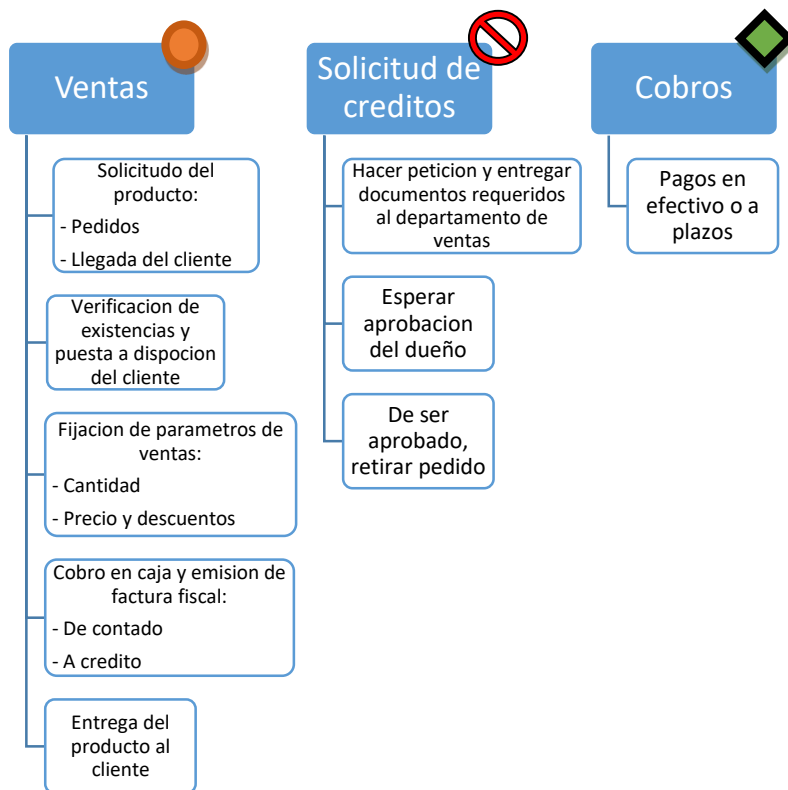 Ventas
Solicitudo del
producto:
- Pedidos
- Llegada del cliente
Verificacion de
existencias y
puesta a dispocion
del cliente
Fijacion de parametros de
ventas:
- Cantidad
- Precio y descuentos
Cobro en caja y emision de
factura fiscal:
- De contado
- A credito
Entrega del
producto al
cliente
Solicitud de
creditos
Hacer peticion y entregar
documentos requeridos
al departamento de
ventas
Esperar
aprobacion
del dueño
De ser
aprobado,
retirar pedido
Cobros
Pagos en
efectivo o a
plazos